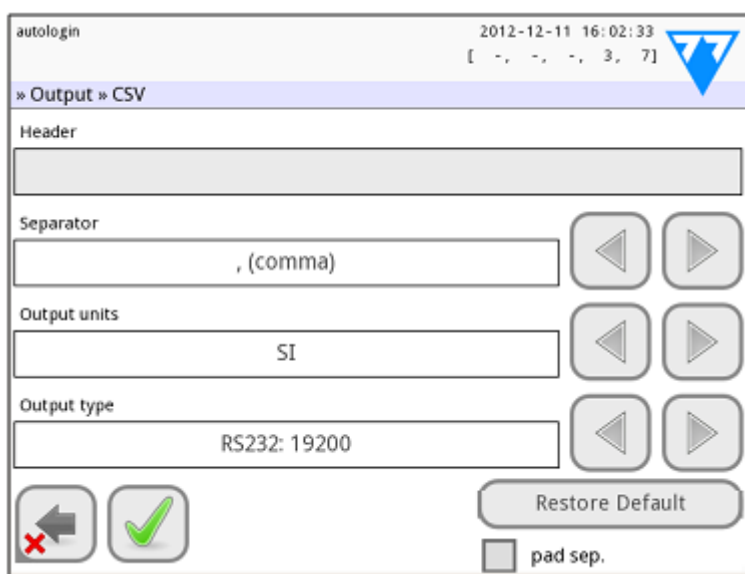 autologin
2012-12-11 16:02:33
[ -, -, -, 3, 7]
» Output » CSV
Header
Separator
, (comma)
Output units
SI
Output type
RS232: 19200
Restore Default
pad sep.